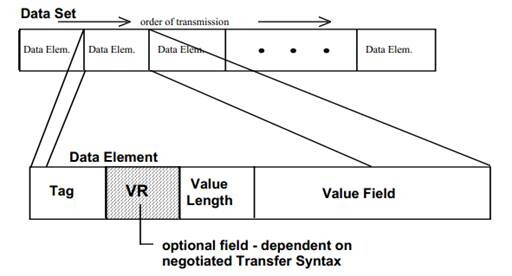 Data Set
order of transmission
Data Elem. Data Elem. Data Elem. • • • Data Elem.
Data Element
Tag VR Value Length Value Field
optional field - dependent on
negotiated Transfer Syntax